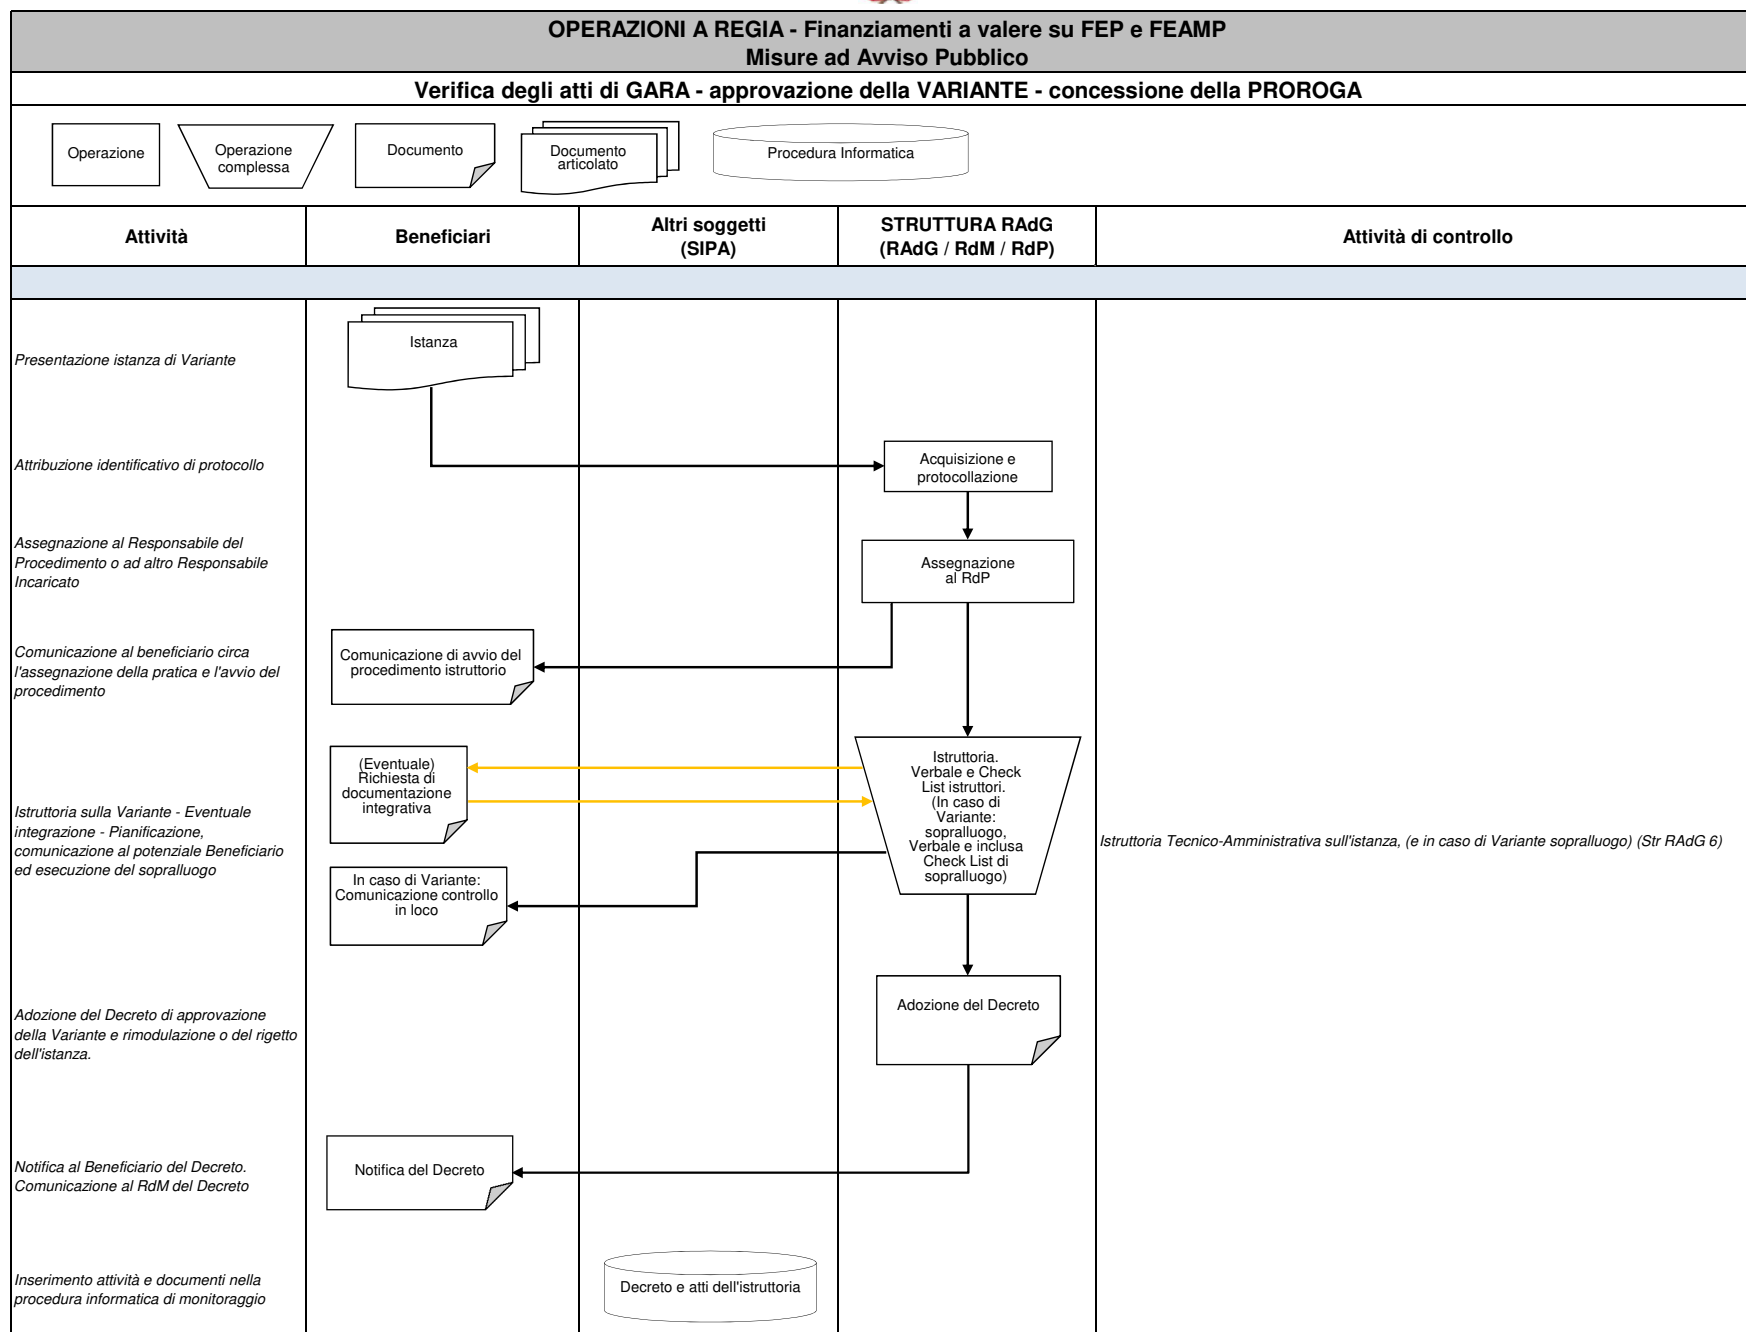 OPERAZIONI A REGIA - Finanziamenti a valere su FEP e FEAMP
Misure ad Avviso Pubblico
Verifica degli atti di GARA - approvazione della VARIANTE - concessione della PROROGA
Operazione
Operazione
complessa
Documento
Documento
articolato
Procedura Informatica
Attività
Beneficiari
Altri soggetti
(SIPA)
STRUTTURA RAdG
(RAdG / RdM / RdP)
Attività di controllo
Presentazione istanza di Variante
Istanza
Attribuzione identificativo di protocollo
Acquisizione e
protocollazione
Assegnazione al Responsabile del
Procedimento o ad altro Responsabile
Incaricato
Assegnazione
al RdP
Comunicazione al beneficiario circa
l'assegnazione della pratica e l'avvio del
procedimento
Comunicazione di avvio del
procedimento istruttorio
Istruttoria sulla Variante - Eventuale
integrazione - Pianificazione,
comunicazione al potenziale Beneficiario
ed esecuzione del sopralluogo
(Eventuale)
Richiesta di
documentazione
integrativa
In caso di Variante:
Comunicazione controllo
in loco
Istruttoria.
Verbale e Check
List istruttori.
(In caso di
Variante:
sopralluogo,
Verbale e inclusa
Check List di
sopralluogo)
Istruttoria Tecnico-Amministrativa sull'istanza, (e in caso di Variante sopralluogo) (Str RAdG 6)
Adozione del Decreto di approvazione
della Variante e rimodulazione o del rigetto
dell'istanza.
Adozione del Decreto
Notifica al Beneficiario del Decreto.
Comunicazione al RdM del Decreto
Notifica del Decreto
Inserimento attività e documenti nella
procedura informatica di monitoraggio
Decreto e atti dell'istruttoria